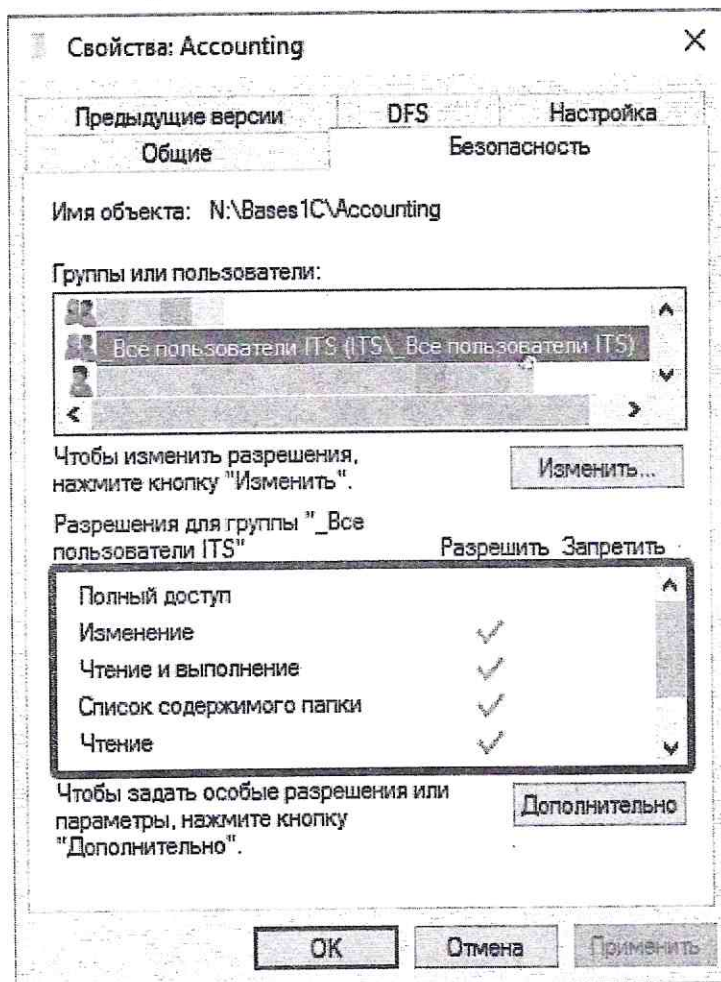 Свойства: Accounting
Предыдущие версии DFS Настройка
Общие Безопасность
Имя объекта: N:\Bases1C\Accounting
Группы или пользователи:
_Все пользователи ITS (ITS\_Все пользователи ITS)
Чтобы изменить разрешения,
нажмите кнопку "Изменить".
Изменить...
Разрешения для группы "_Все
пользователи ITS"
Разрешить Запретить
Полный доступ
Изменение
Чтение и выполнение
Список содержимого папки
Чтение
Чтобы задать особые разрешения или
параметры, нажмите кнопку
"Дополнительно".
Дополнительно
OK Отмена Применить